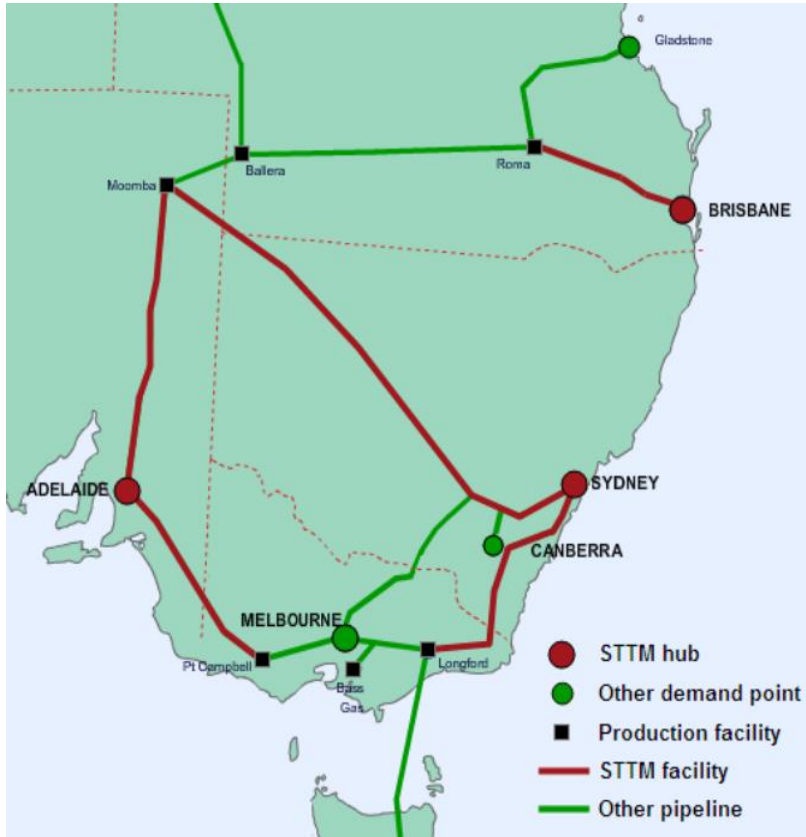 Gladstone
Ballera
Roma
Moomba
BRISBANE
ADELAIDE
SYDNEY
CANBERRA
MELBOURNE
Pt Campbell
Longford
Bass
Gas
STTM hub
Other demand point
Production facility
STTM facility
Other pipeline